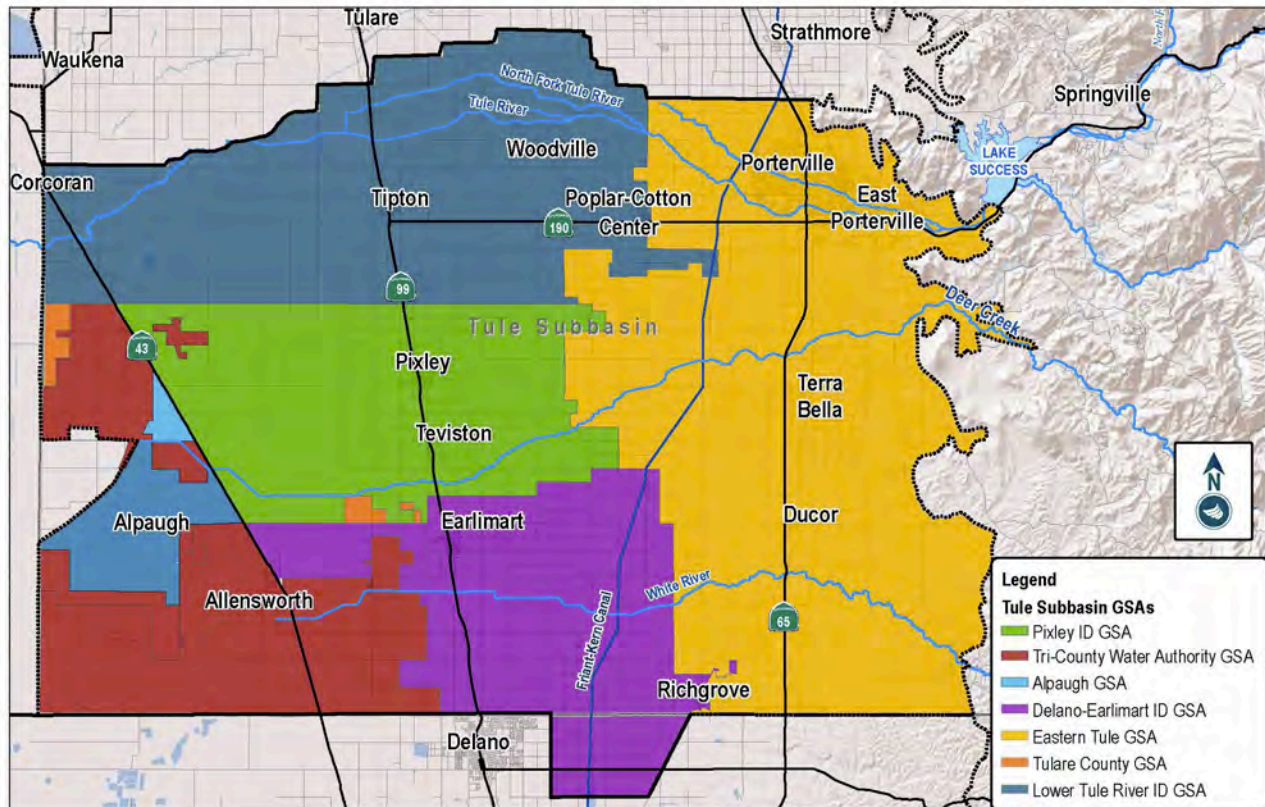 Tulare
Strathmore
Waukena
North Fork Tule River
Springville
Tule River
Woodville
Porterville
LAKE
SUCCESS
Corcoran
Tipton
Poplar-Cotton
Center
East
Porterville
190
99
Deer Creek
Tule Subbasin
43
Pixley
Terra
Bella
Teviston
N
Alpaugh
Earlimart
Ducor
White River
Allensworth
65
Friant-Kern Canal
Richgrove
Delano
Legend
Tule Subbasin GSAs
Pixley ID GSA
Tri-County Water Authority GSA
Alpaugh GSA
Delano-Earlimart ID GSA
Eastern Tule GSA
Tulare County GSA
Lower Tule River ID GSA